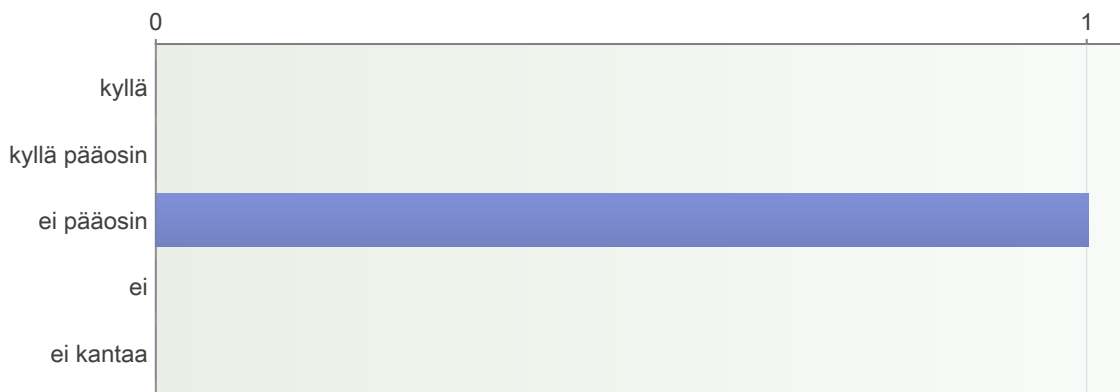 0 1
kyllä
kyllä pääosin
ei pääosin
ei
ei kantaa